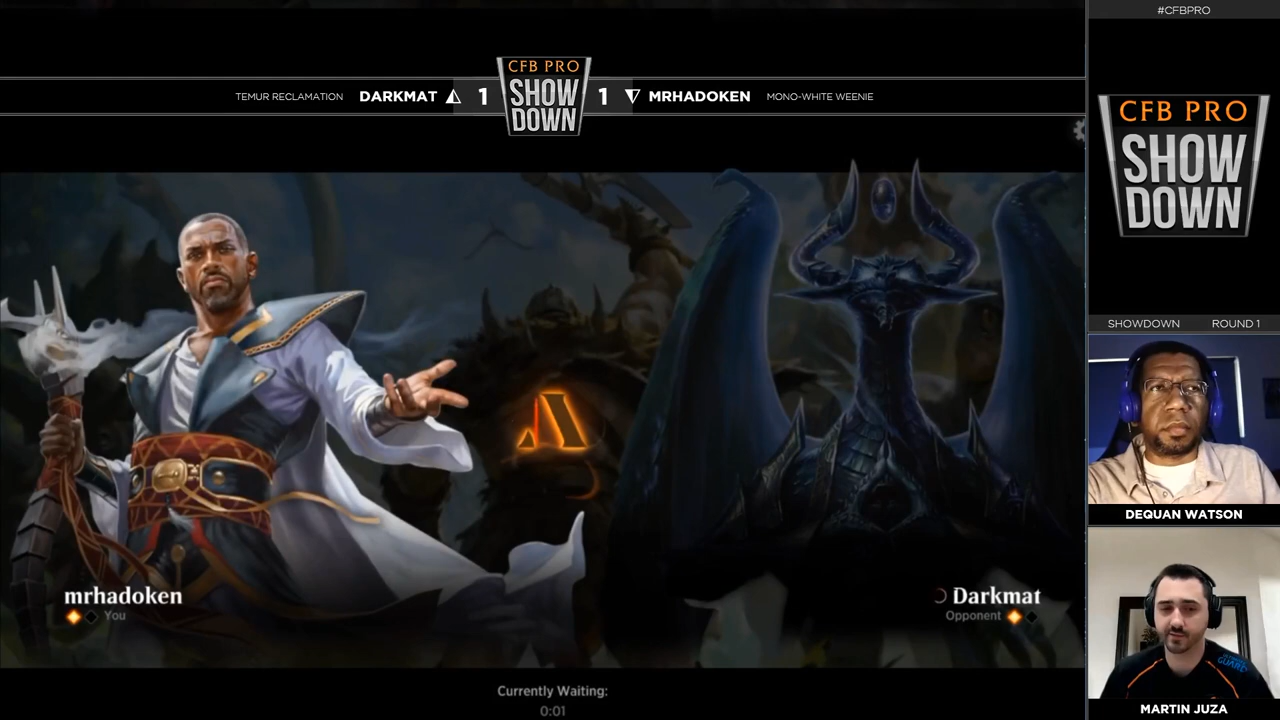 #CFBPRO
CFB PRO
SHOW
DOWN
TEMUR RECLAMATION DARKMAT 1 1 MRHADOKEN MONO-WHITE WEENIE
CFB PRO
SHOW
DOWN
SHOWDOWN ROUND 1
DEQUAN WATSON
mrhadoken
You
Darkmat
Opponent
GUARD
Currently Waiting:
0:01
MARTIN JUZA